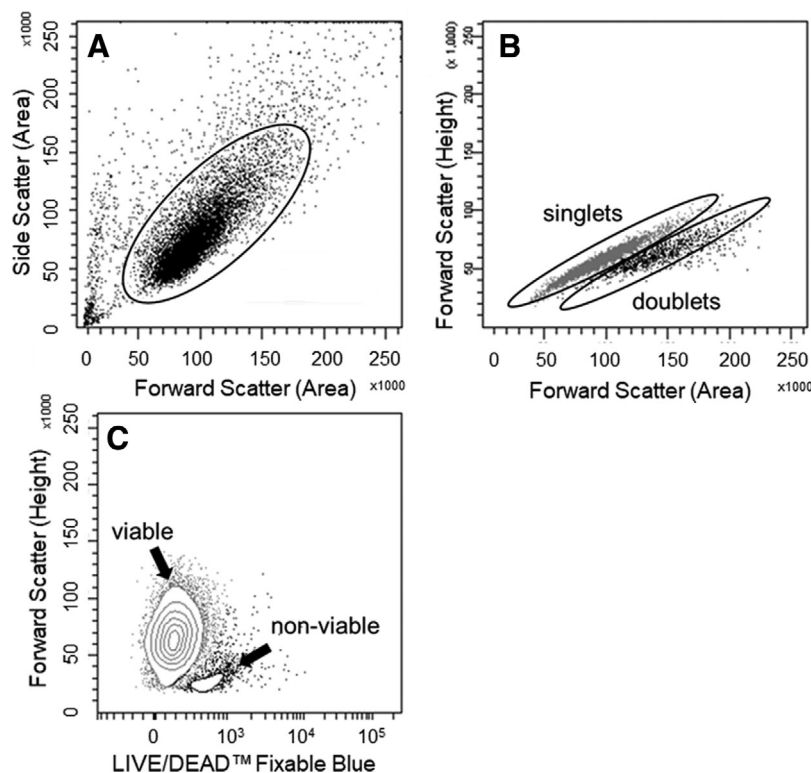 x1000
A
Side Scatter (Area)
250
200
150
100
50
0
0 50 100 150 200 250
Forward Scatter (Area) x1000
(x 1,000)
B
Forward Scatter (Height)
250
200
150
100
50
singlets
doublets
0 50 100 150 200 250
Forward Scatter (Area) x1000
x1000
C
Forward Scatter (Height)
250
200
150
100
50
0
viable
non-viable
0 10³ 10⁴ 10⁵
LIVE/DEAD™ Fixable Blue